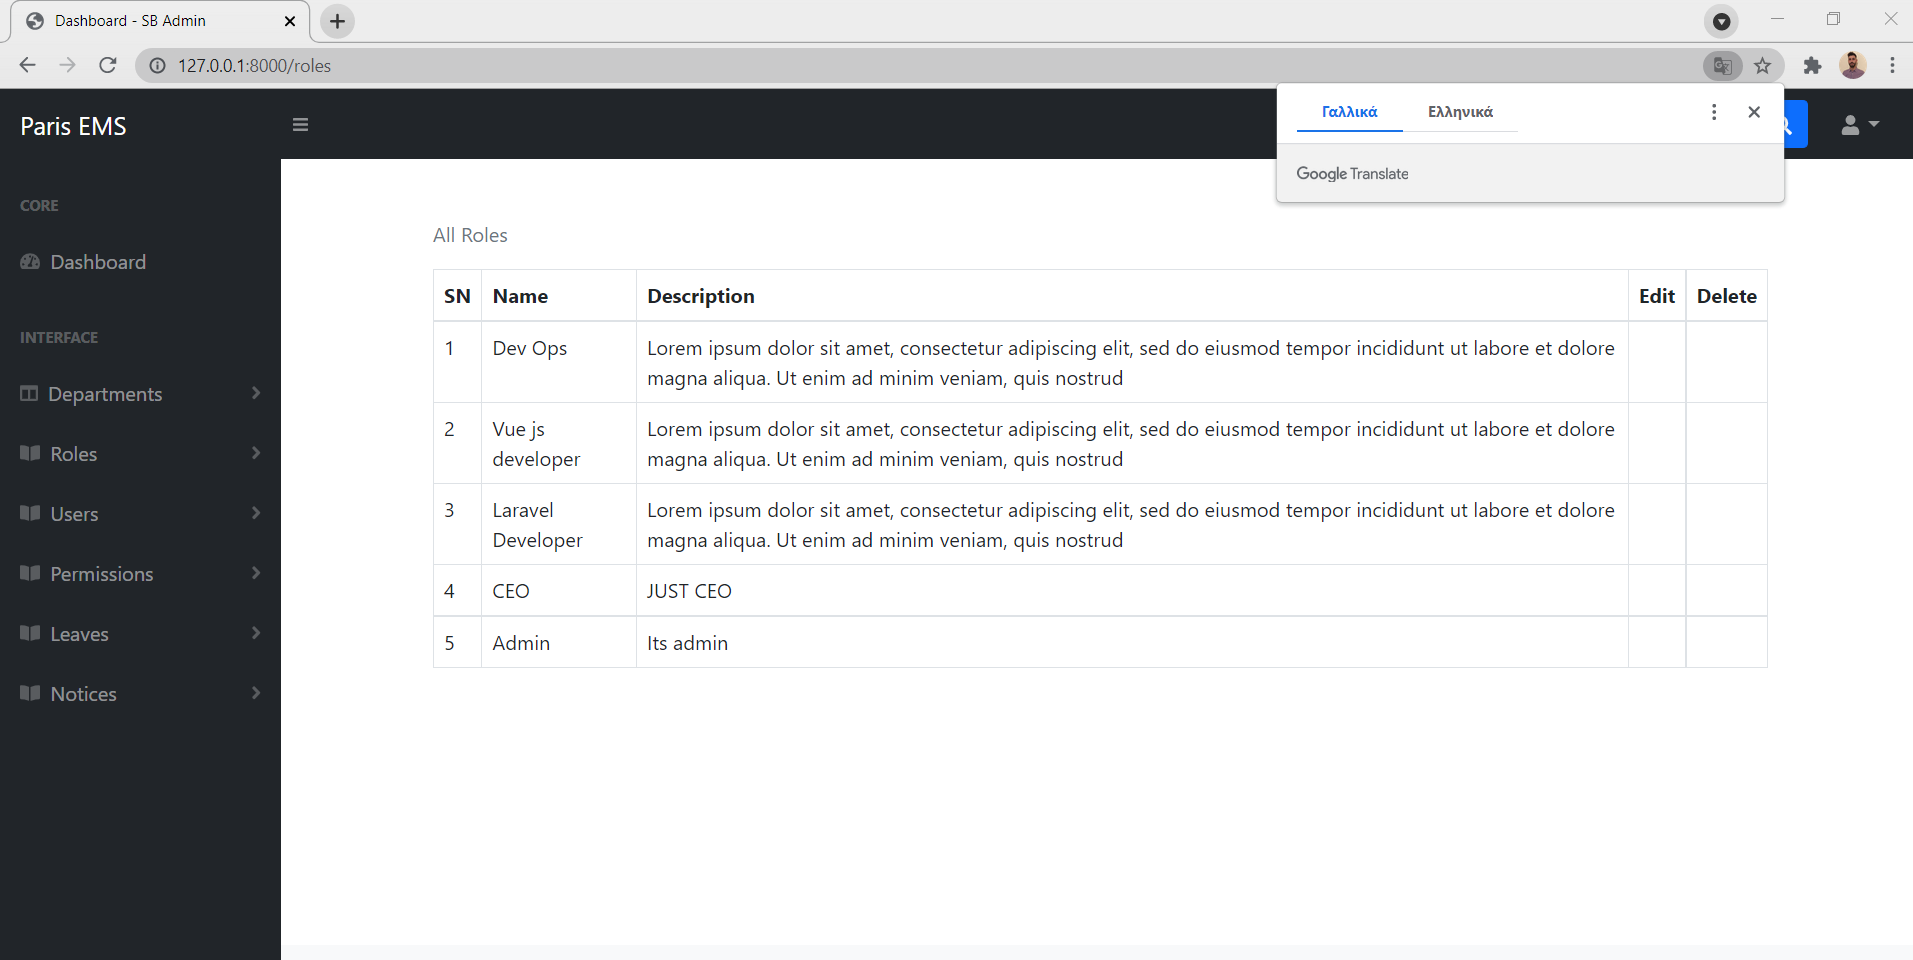 Dashboard - SB Admin
127.0.0.1:8000/roles
Γαλλικά Ελληνικά
Google Translate
Paris EMS
CORE
Dashboard
INTERFACE
Departments
Roles
Users
Permissions
Leaves
Notices
All Roles
SN Name Description Edit Delete
1 Dev Ops Lorem ipsum dolor sit amet, consectetur adipiscing elit, sed do eiusmod tempor incididunt ut labore et dolore
magna aliqua. Ut enim ad minim veniam, quis nostrud
2 Vue js Lorem ipsum dolor sit amet, consectetur adipiscing elit, sed do eiusmod tempor incididunt ut labore et dolore
developer magna aliqua. Ut enim ad minim veniam, quis nostrud
3 Laravel Lorem ipsum dolor sit amet, consectetur adipiscing elit, sed do eiusmod tempor incididunt ut labore et dolore
Developer magna aliqua. Ut enim ad minim veniam, quis nostrud
4 CEO JUST CEO
5 Admin Its admin